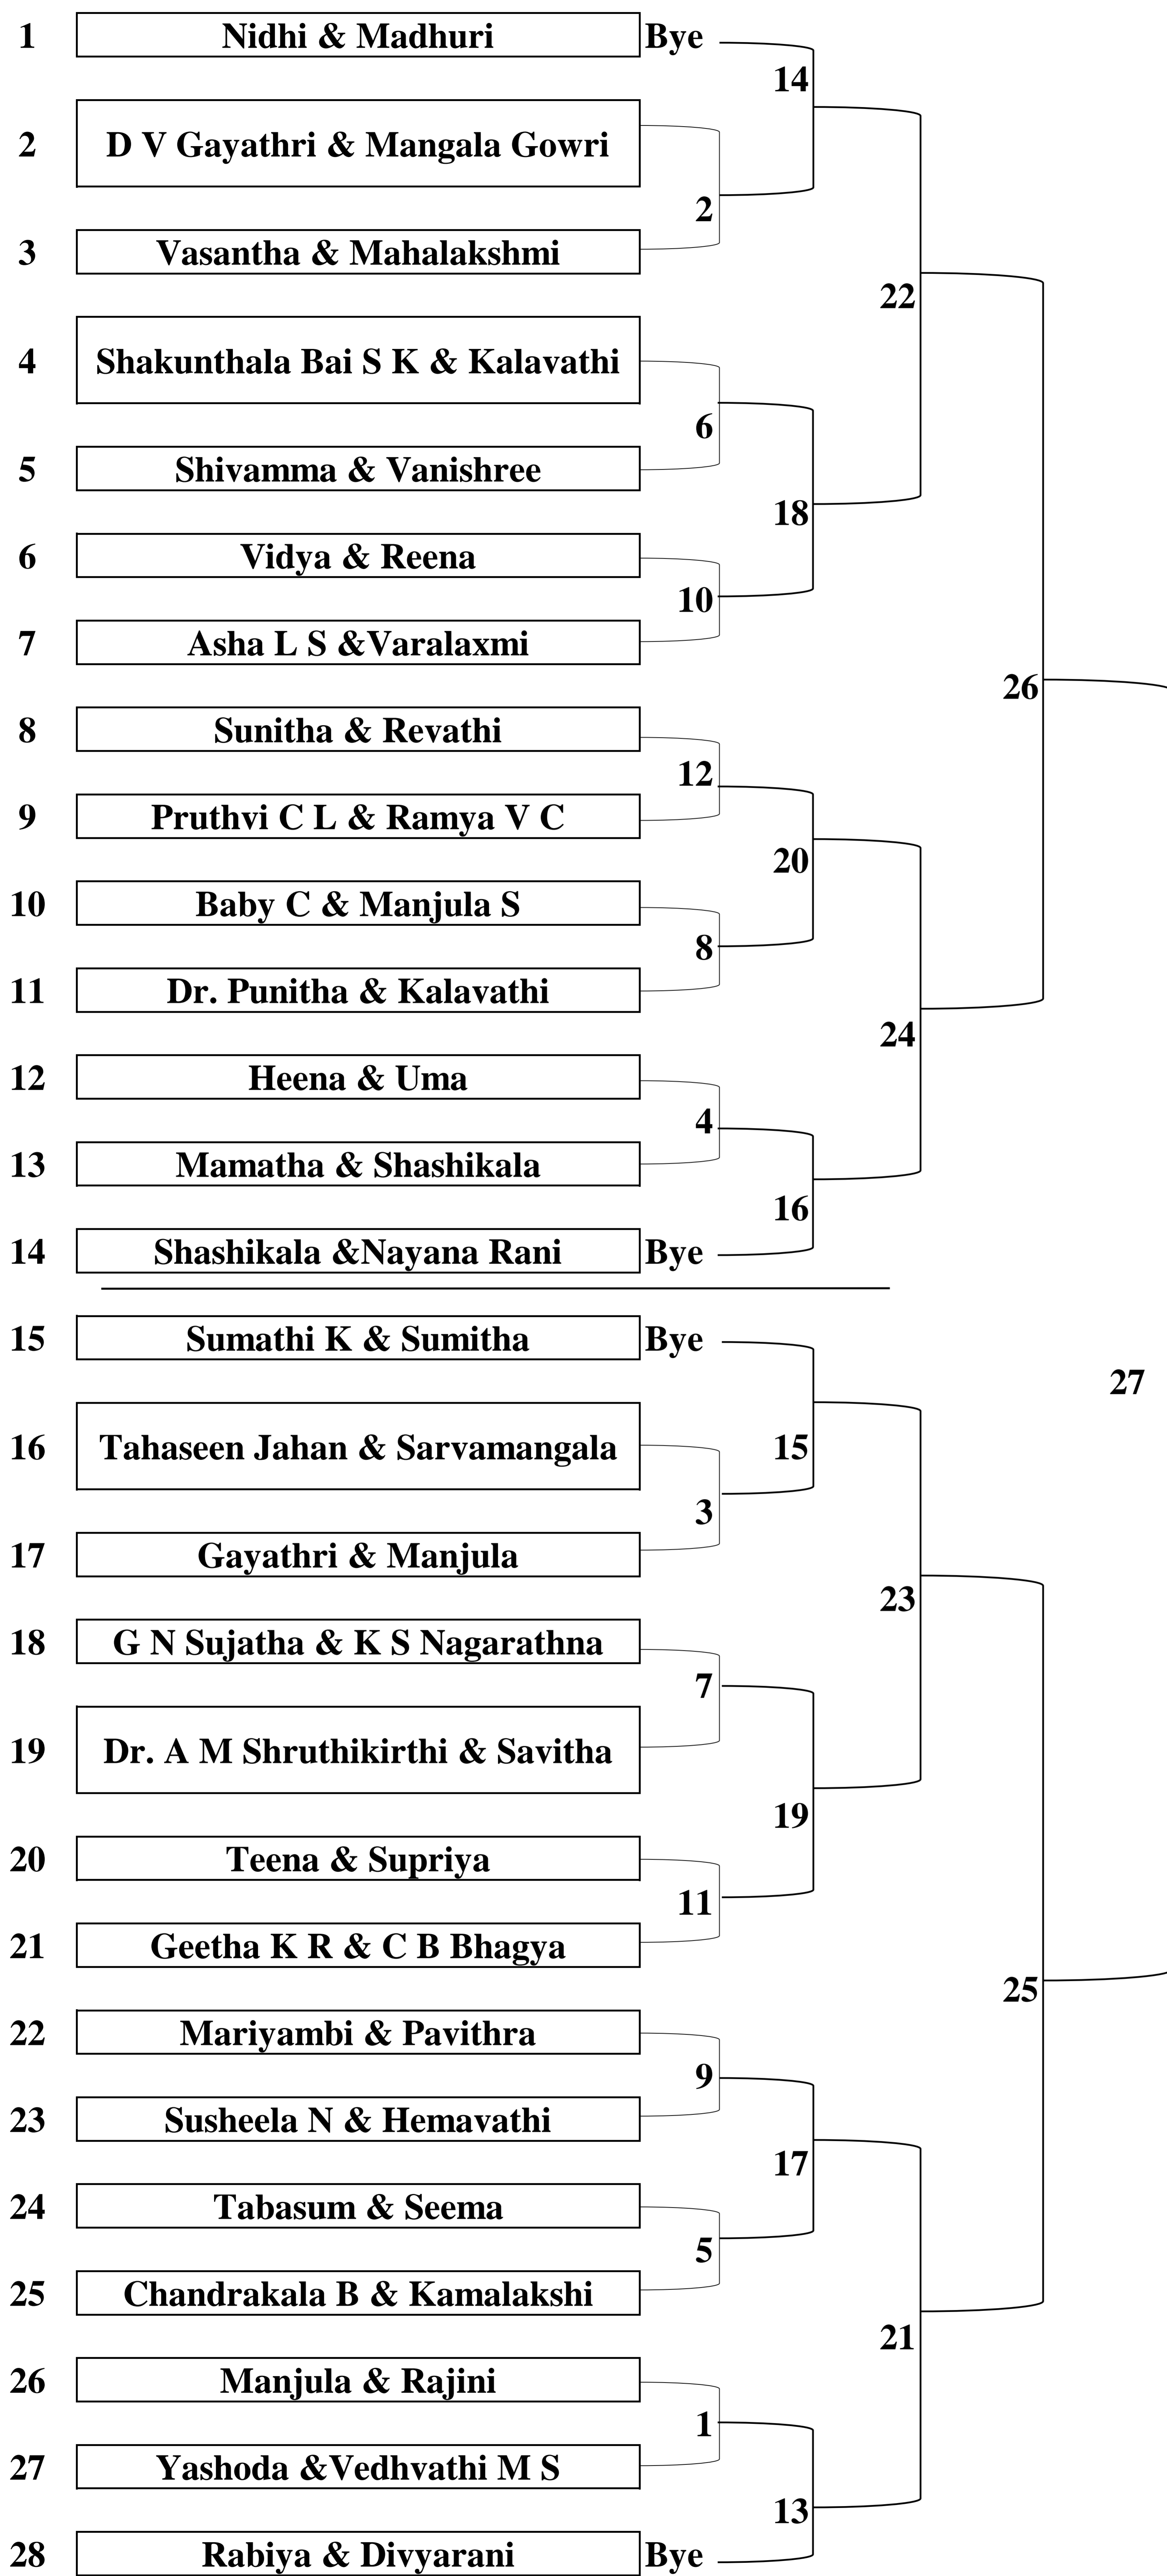 1 Nidhi & Madhuri Bye
14
2 D V Gayathri & Mangala Gowri
2
3 Vasantha & Mahalakshmi
22
4 Shakunthala Bai S K & Kalavathi
6
5 Shivamma & Vanishree
18
6 Vidya & Reena
10
7 Asha L S &Varalaxmi
26
8 Sunitha & Revathi
12
9 Pruthvi C L & Ramya V C
20
10 Baby C & Manjula S
8
11 Dr. Punitha & Kalavathi
24
12 Heena & Uma
4
13 Mamatha & Shashikala
16
14 Shashikala &Nayana Rani Bye
15 Sumathi K & Sumitha Bye
27
16 Tahaseen Jahan & Sarvamangala 15
3
17 Gayathri & Manjula
23
18 G N Sujatha & K S Nagarathna
7
19 Dr. A M Shruthikirthi & Savitha
19
20 Teena & Supriya
11
21 Geetha K R & C B Bhagya
25
22 Mariyambi & Pavithra
9
23 Susheela N & Hemavathi
17
24 Tabasum & Seema
5
25 Chandrakala B & Kamalakshi
21
26 Manjula & Rajini
1
27 Yashoda &Vedhvathi M S
13
28 Rabiya & Divyarani Bye